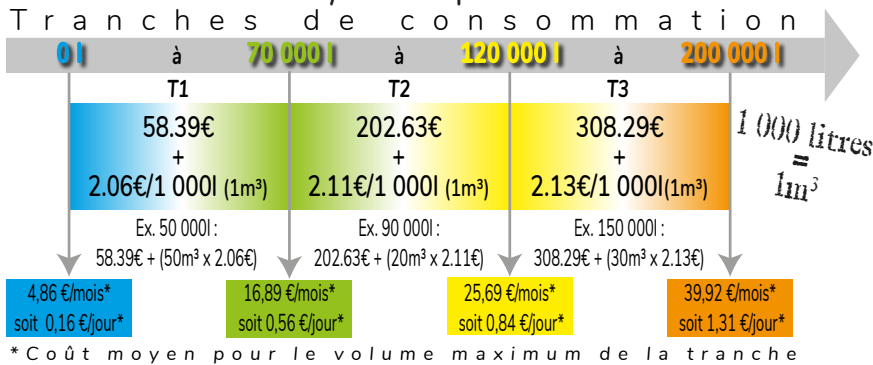 Tranches de consommation
0 l à 70 000 l à 120 000 l à 200 000 l
T1 T2 T3
58.39€ 202.63€ 308.29€
+ + +
2.06€/1 000l (1m³) 2.11€/1 000l (1m³) 2.13€/1 000l(1m³)
1 000 litres
=
1m³
Ex. 50 000l : Ex. 90 000l : Ex. 150 000l :
58.39€ + (50m³ x 2.06€) 202.63€ + (20m³ x 2.11€) 308.29€ + (30m³ x 2.13€)
4,86 €/mois* 16,89 €/mois* 25,69 €/mois* 39,92 €/mois*
soit 0,16 €/jour* soit 0,56 €/jour* soit 0,84 €/jour* soit 1,31 €/jour*
*Coût moyen pour le volume maximum de la tranche